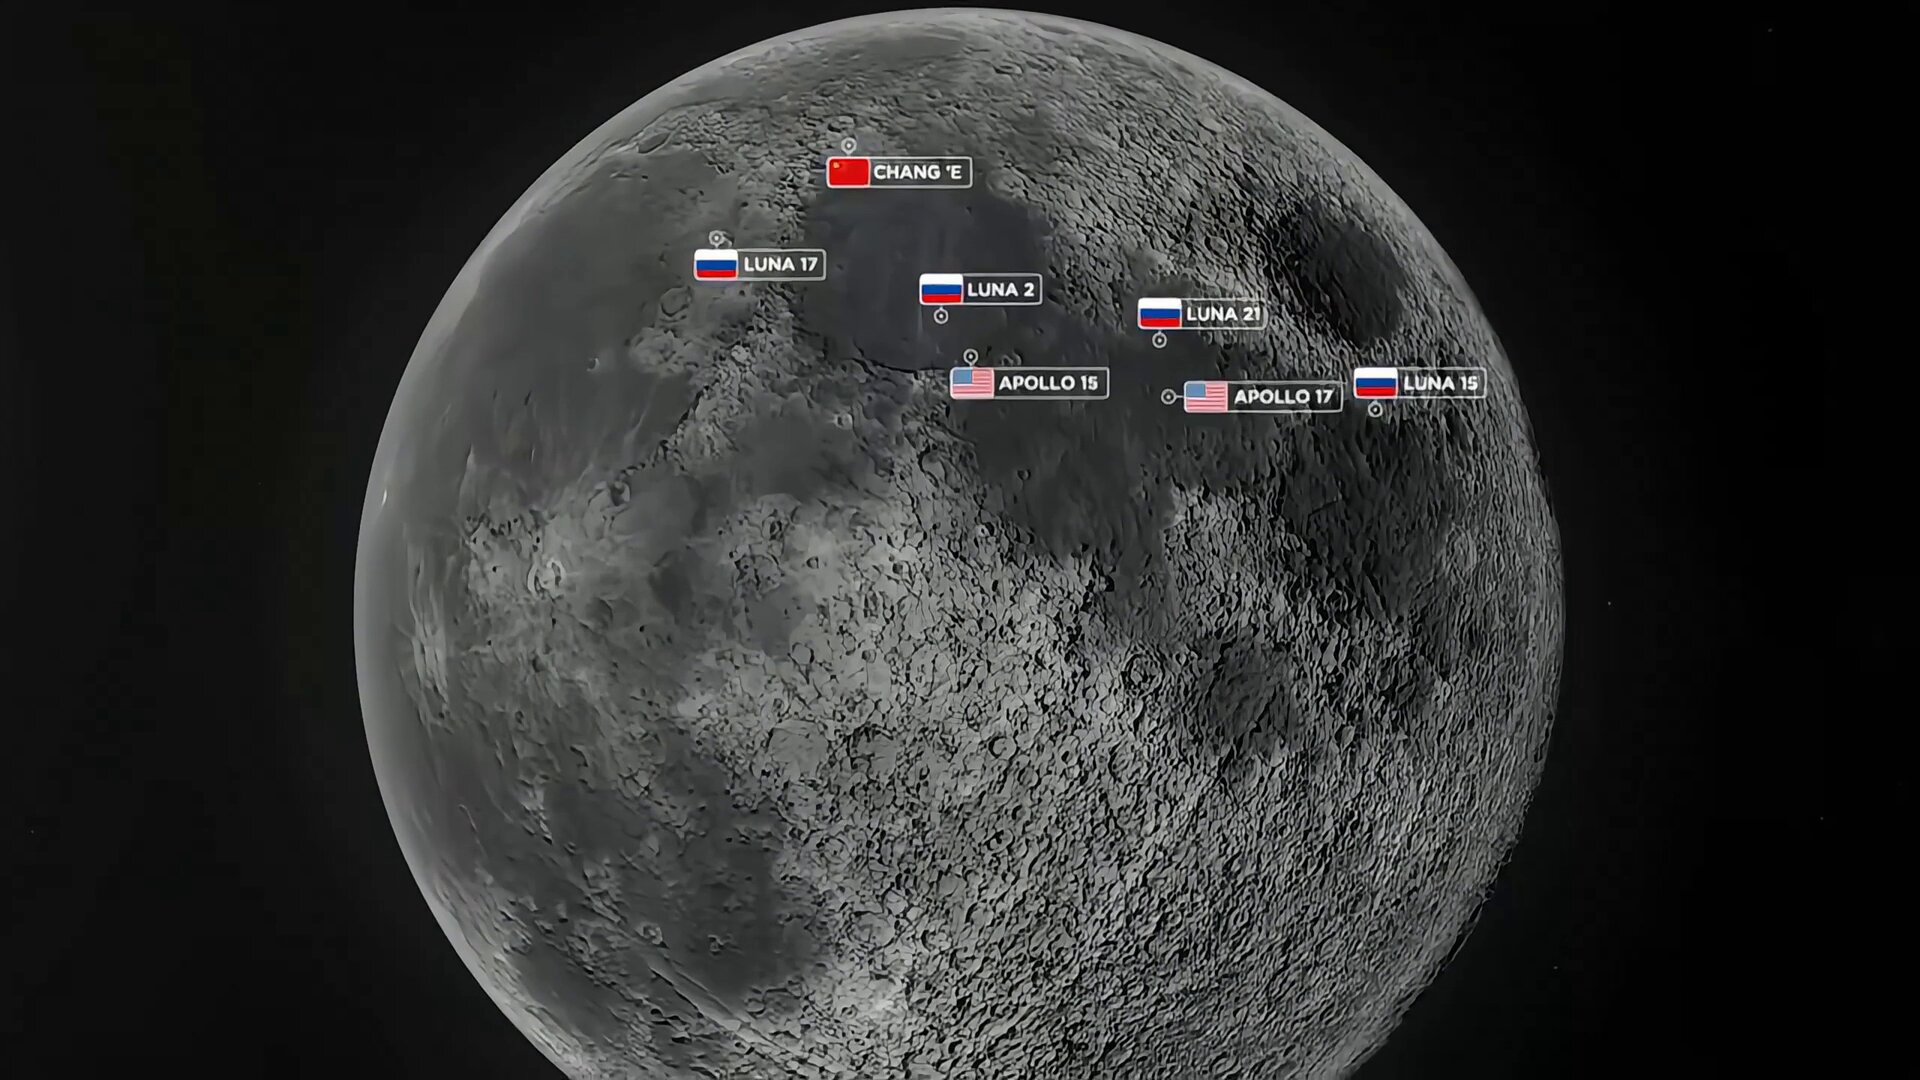 CHANG 'E
LUNA 17
LUNA 2
LUNA 21
APOLLO 15
APOLLO 17
LUNA 15